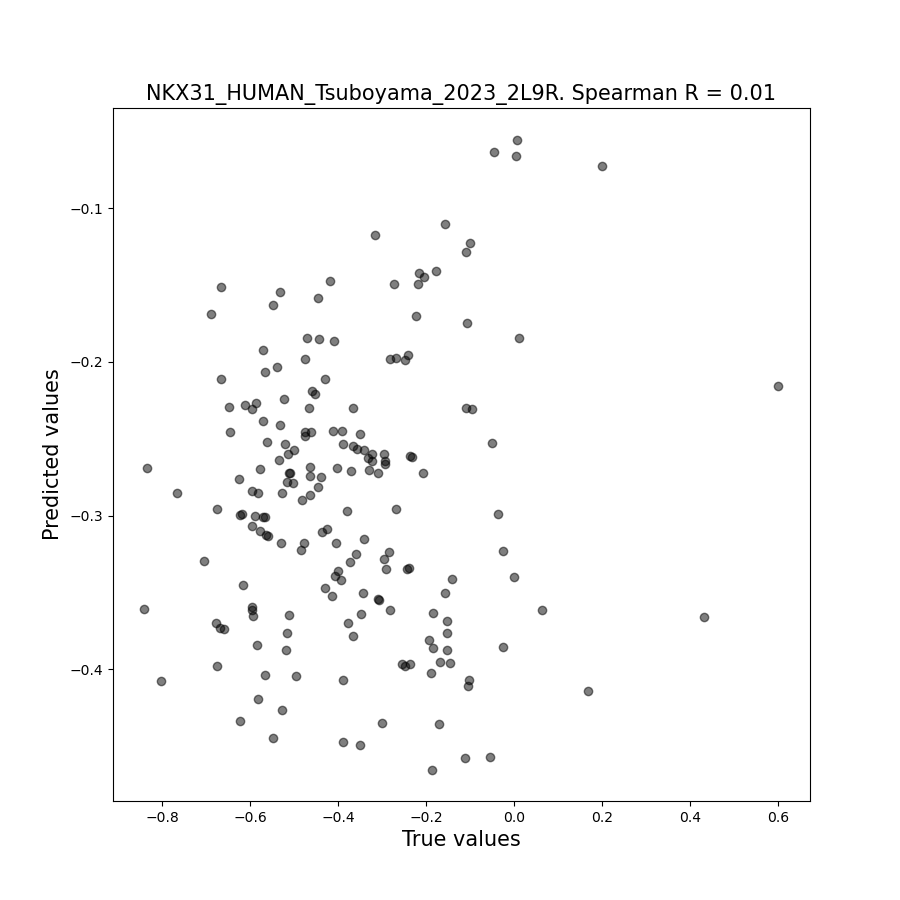 NKX31_HUMAN_Tsuboyama_2023_2L9R. Spearman R = 0.01
Predicted values
−0.1
−0.2
−0.3
−0.4
−0.8 −0.6 −0.4 −0.2 0.0 0.2 0.4 0.6
True values